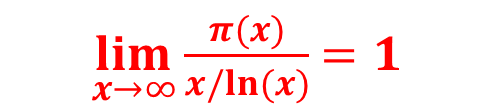 lim x→∞ π(x) / x/ln(x) = 1